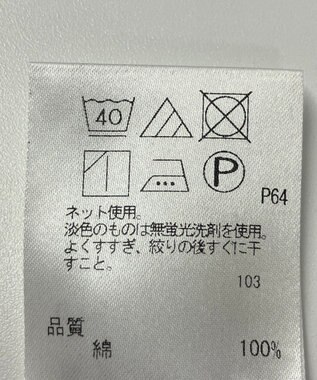 40
P
P64
ネット使用。
淡色のものは無蛍光洗剤を使用。
よくすすぎ、絞りの後すぐに干
すこと。
103
品質
綿 100%